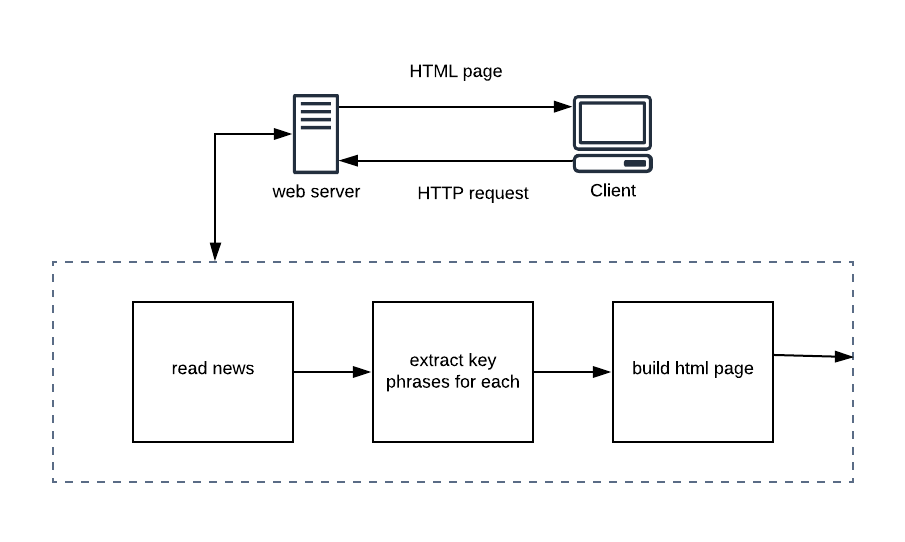 HTML page
web server
HTTP request
Client
read news
extract key
phrases for each
build html page